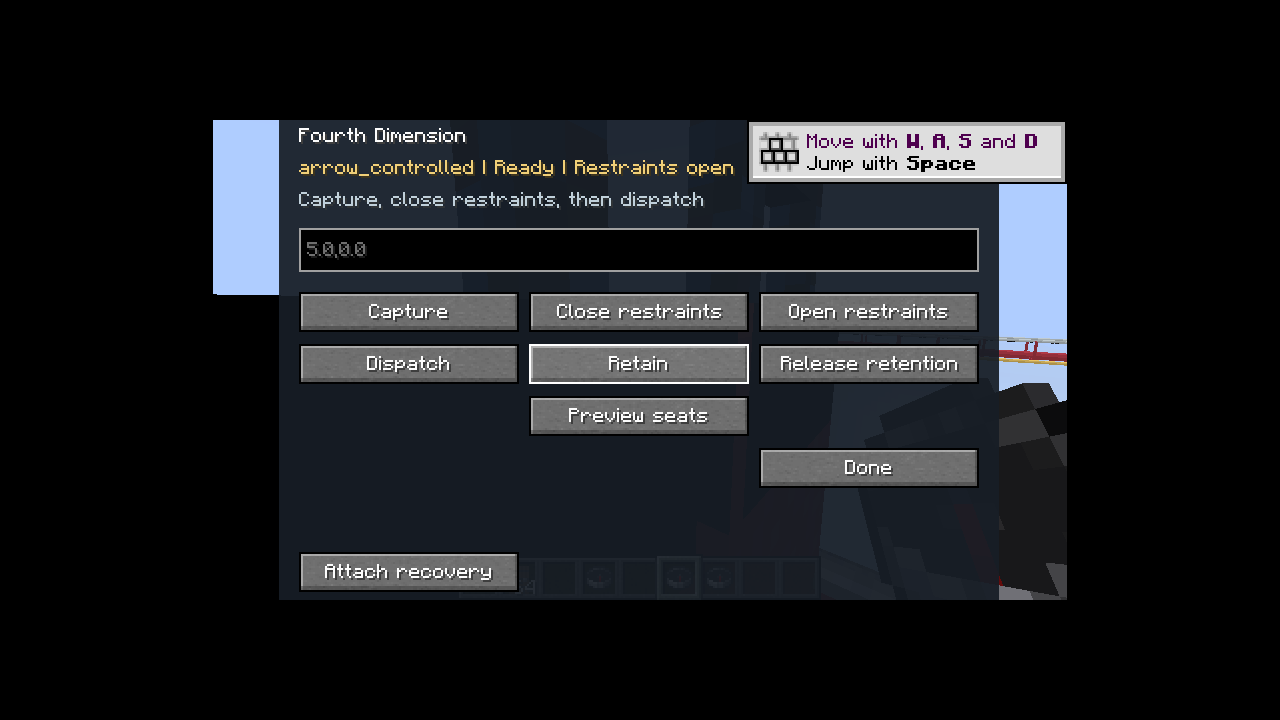 Fourth Dimension
Move with W, A, S and D
Jump with Space
arrow_controlled | Ready | Restraints open
Capture, close restraints, then dispatch
5.0,0.0
Capture
Close restraints
Open restraints
Dispatch
Retain
Release retention
Preview seats
Done
Attach recovery
64